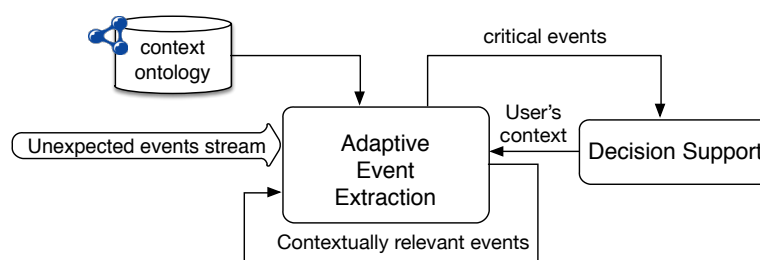 context
ontology
critical events
User's
context
Unexpected events stream
Adaptive
Event
Extraction
Decision Support
Contextually relevant events